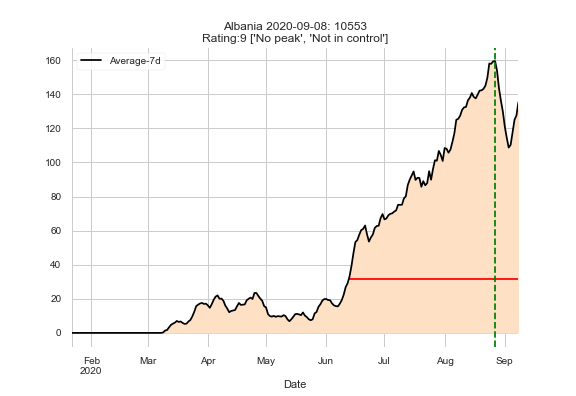 Albania 2020-09-08: 10553
Rating:9 ['No peak', 'Not in control']
Average-7d
160
140
120
100
80
60
40
20
0
Feb Mar Apr May Jun Jul Aug Sep
2020
Date